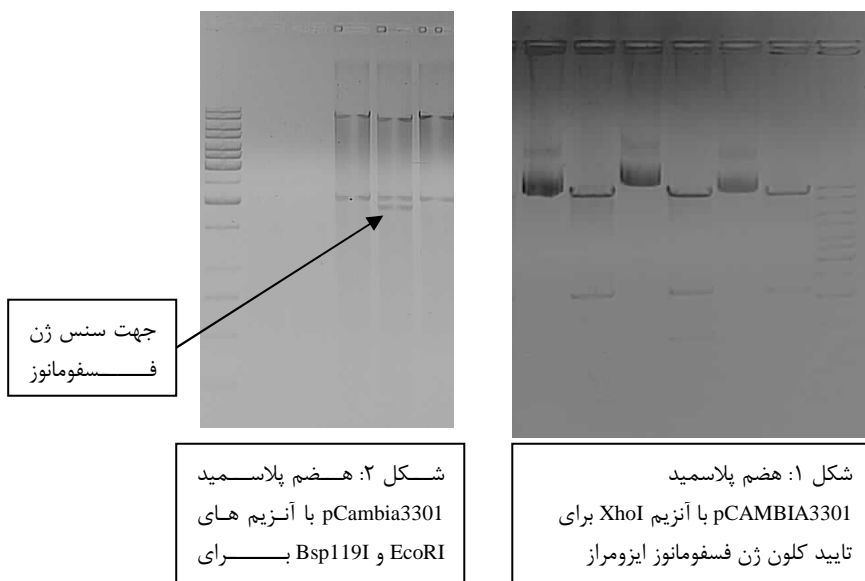 جهت سنس ژن
فسفومانوز
شکل ۱: هضم پلاسمید
pCAMBIA3301 با آنزیم XhoI برای
تایید کلون ژن فسفومانوز ایزومراز
شکل ۲: هضم پلاسمید
pCambia3301 با آنزیم های
EcoRI و Bsp119I برای